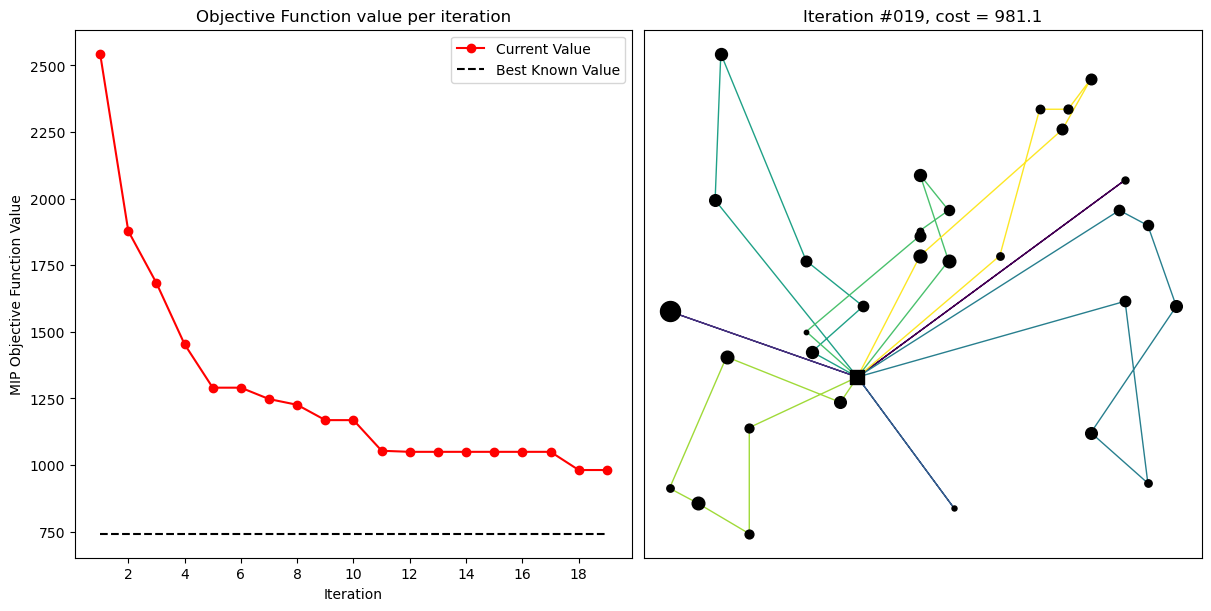 Objective Function value per iteration
Iteration #019, cost = 981.1
Current Value
Best Known Value
MIP Objective Function Value
2500
2250
2000
1750
1500
1250
1000
750
2 4 6 8 10 12 14 16 18
Iteration